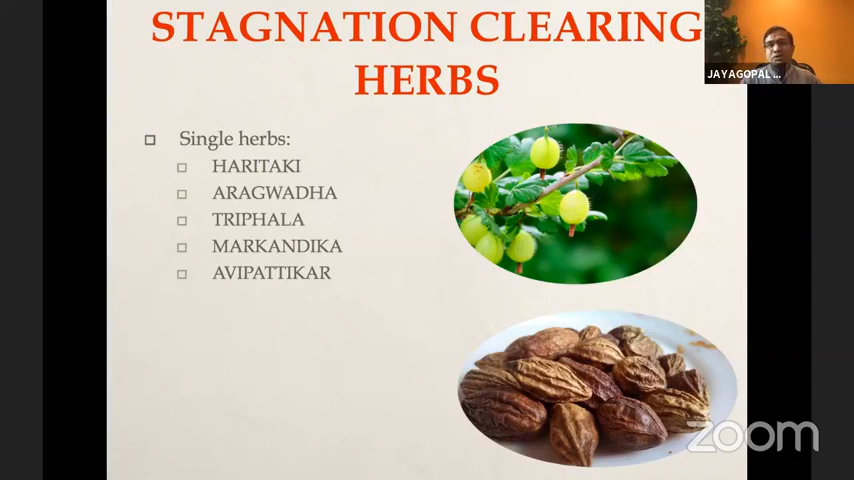 STAGNATION CLEARING
HERBS
JAYAGOPAL ...
Single herbs:
HARITAKI
ARAGWADHA
TRIPHALA
MARKANDIKA
AVIPATTIKAR
zoom